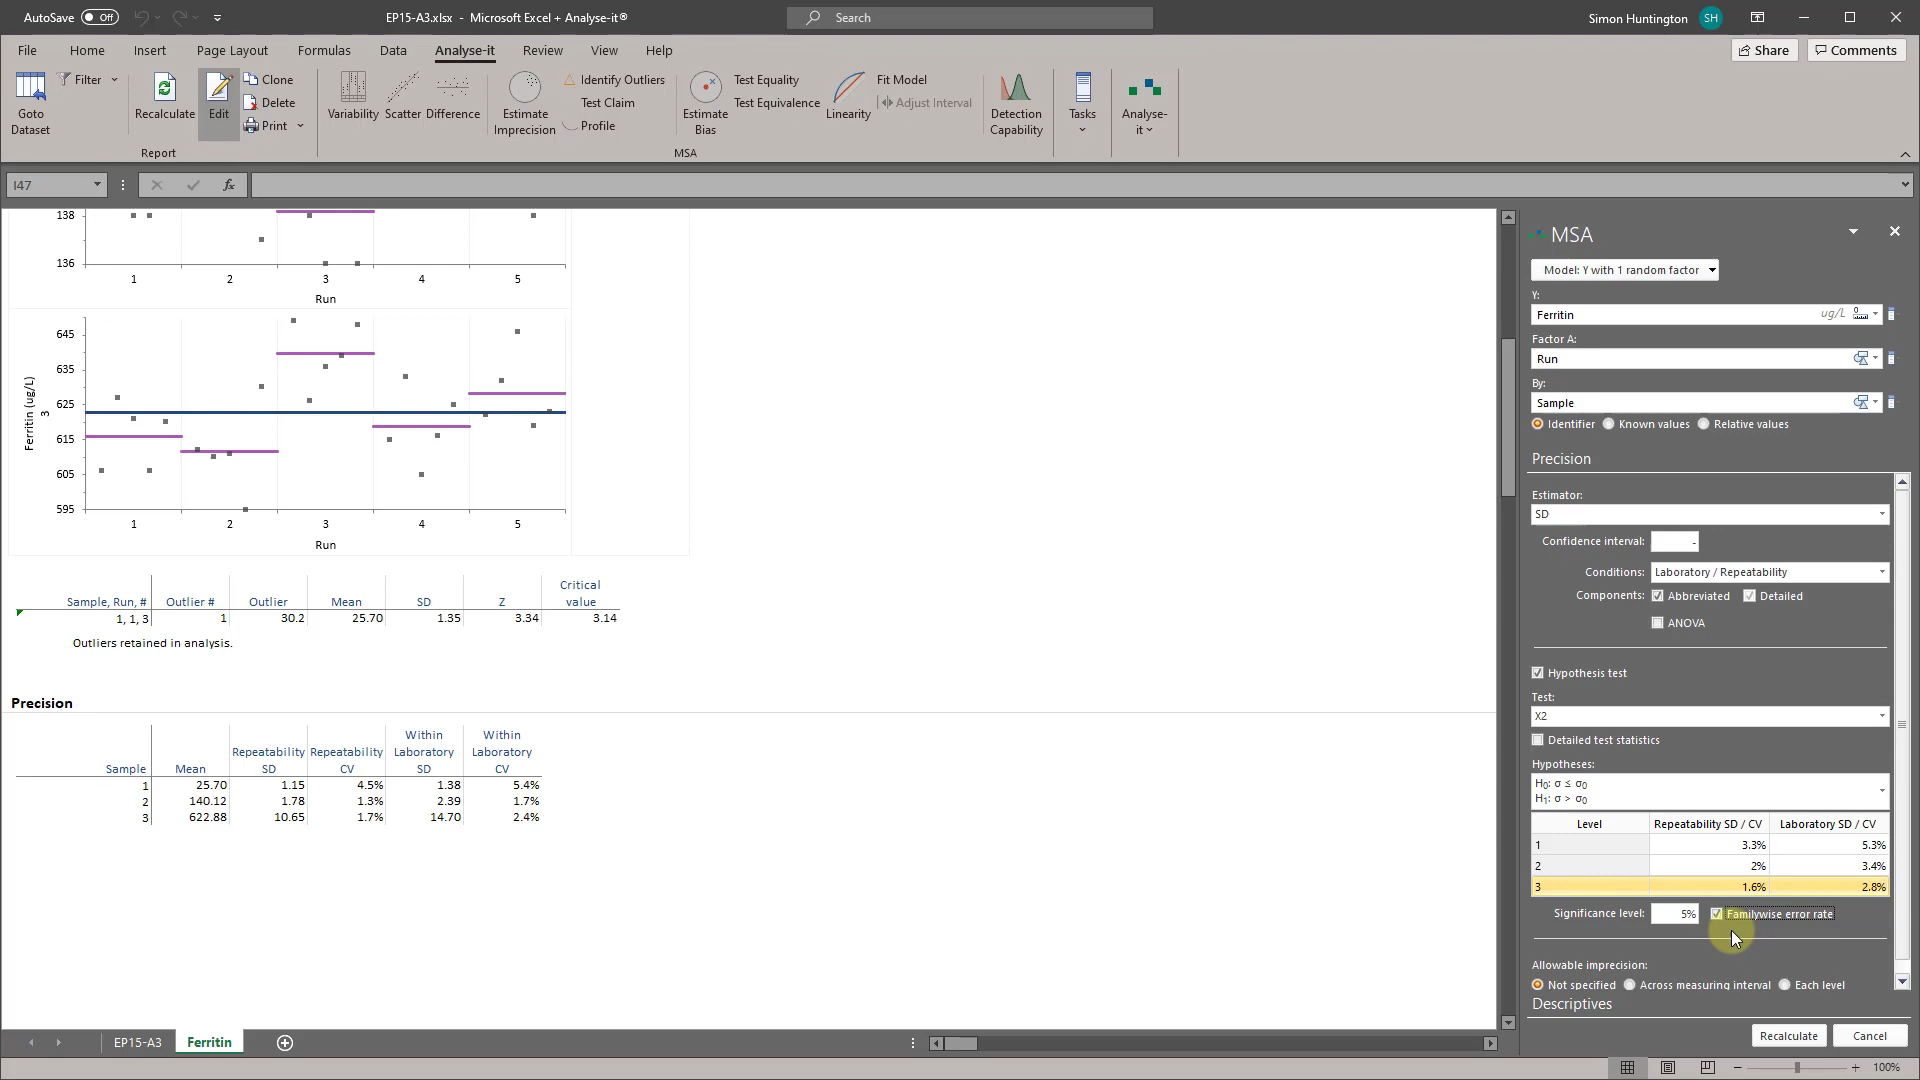 AutoSave Off
EP15-A3.xlsx - Microsoft Excel + Analyse-it®
Search
Simon Huntington SH
File Home Insert Page Layout Formulas Data Analyse-it Review View Help
Share Comments
Goto Dataset
Filter
Recalculate
Edit
Clone
Delete
Print
Report
Variability Scatter Difference
Estimate Imprecision
Identify Outliers
Test Claim
Profile
Estimate Bias
Test Equality
Test Equivalence
Linearity
Fit Model
Adjust Interval
Detection Capability
MSA
Tasks
Analyse-it
I47
fx
138
136
1 2 3 4 5
Run
645
635
625
615
605
595
Ferritin (ug/L)
3
1 2 3 4 5
Run
Sample, Run, # Outlier # Outlier Mean SD Z Critical value
1, 1, 3 1 30.2 25.70 1.35 3.34 3.14
Outliers retained in analysis.
Precision
Sample Mean Repeatability SD Repeatability CV Within Laboratory SD Within Laboratory CV
1 25.70 1.15 4.5% 1.38 5.4%
2 140.12 1.78 1.3% 2.39 1.7%
3 622.88 10.65 1.7% 14.70 2.4%
MSA
Model: Y with 1 random factor
Y:
Ferritin ug/L
Factor A:
Run
By:
Sample
Identifier Known values Relative values
Precision
Estimator:
SD
Confidence interval: -
Conditions: Laboratory / Repeatability
Components: Abbreviated Detailed
ANOVA
Hypothesis test
Test:
X2
Detailed test statistics
Hypotheses:
H0: σ ≤ σ0
H1: σ > σ0
Level Repeatability SD / CV Laboratory SD / CV
1 3.3% 5.3%
2 2% 3.4%
3 1.6% 2.8%
Significance level: 5% Familywise error rate
Allowable imprecision:
Not specified Across measuring interval Each level
Descriptives
Recalculate Cancel
EP15-A3 Ferritin
100%